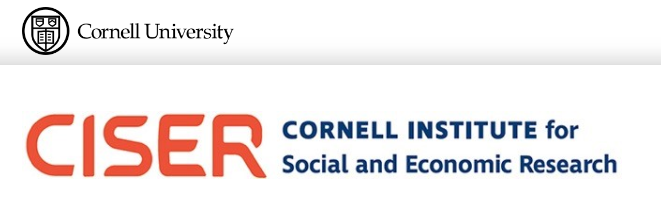 Cornell University
CISER
CORNELL INSTITUTE for
Social and Economic Research